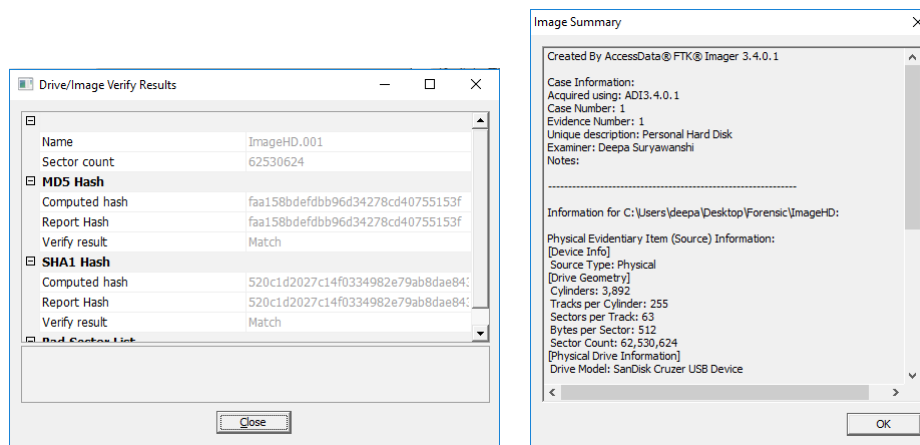 Drive/Image Verify Results
Name ImageHD.001
Sector count 62530624
MD5 Hash
Computed hash faa158bdefdbb96d34278cd40755153f
Report Hash faa158bdefdbb96d34278cd40755153f
Verify result Match
SHA1 Hash
Computed hash 520c1d2027c14f0334982e79ab8dae843
Report Hash 520c1d2027c14f0334982e79ab8dae843
Verify result Match
Bad Sector List
Close
Image Summary
Created By AccessData® FTK® Imager 3.4.0.1
Case Information:
Acquired using: ADI3.4.0.1
Case Number: 1
Evidence Number: 1
Unique description: Personal Hard Disk
Examiner: Deepa Suryawanshi
Notes:
--------------------------------------------------------------
Information for C:\Users\deepa\Desktop\Forensic\ImageHD:
Physical Evidentiary Item (Source) Information:
[Device Info]
Source Type: Physical
[Drive Geometry]
Cylinders: 3,892
Tracks per Cylinder: 255
Sectors per Track: 63
Bytes per Sector: 512
Sector Count: 62,530,624
[Physical Drive Information]
Drive Model: SanDisk Cruzer USB Device
OK